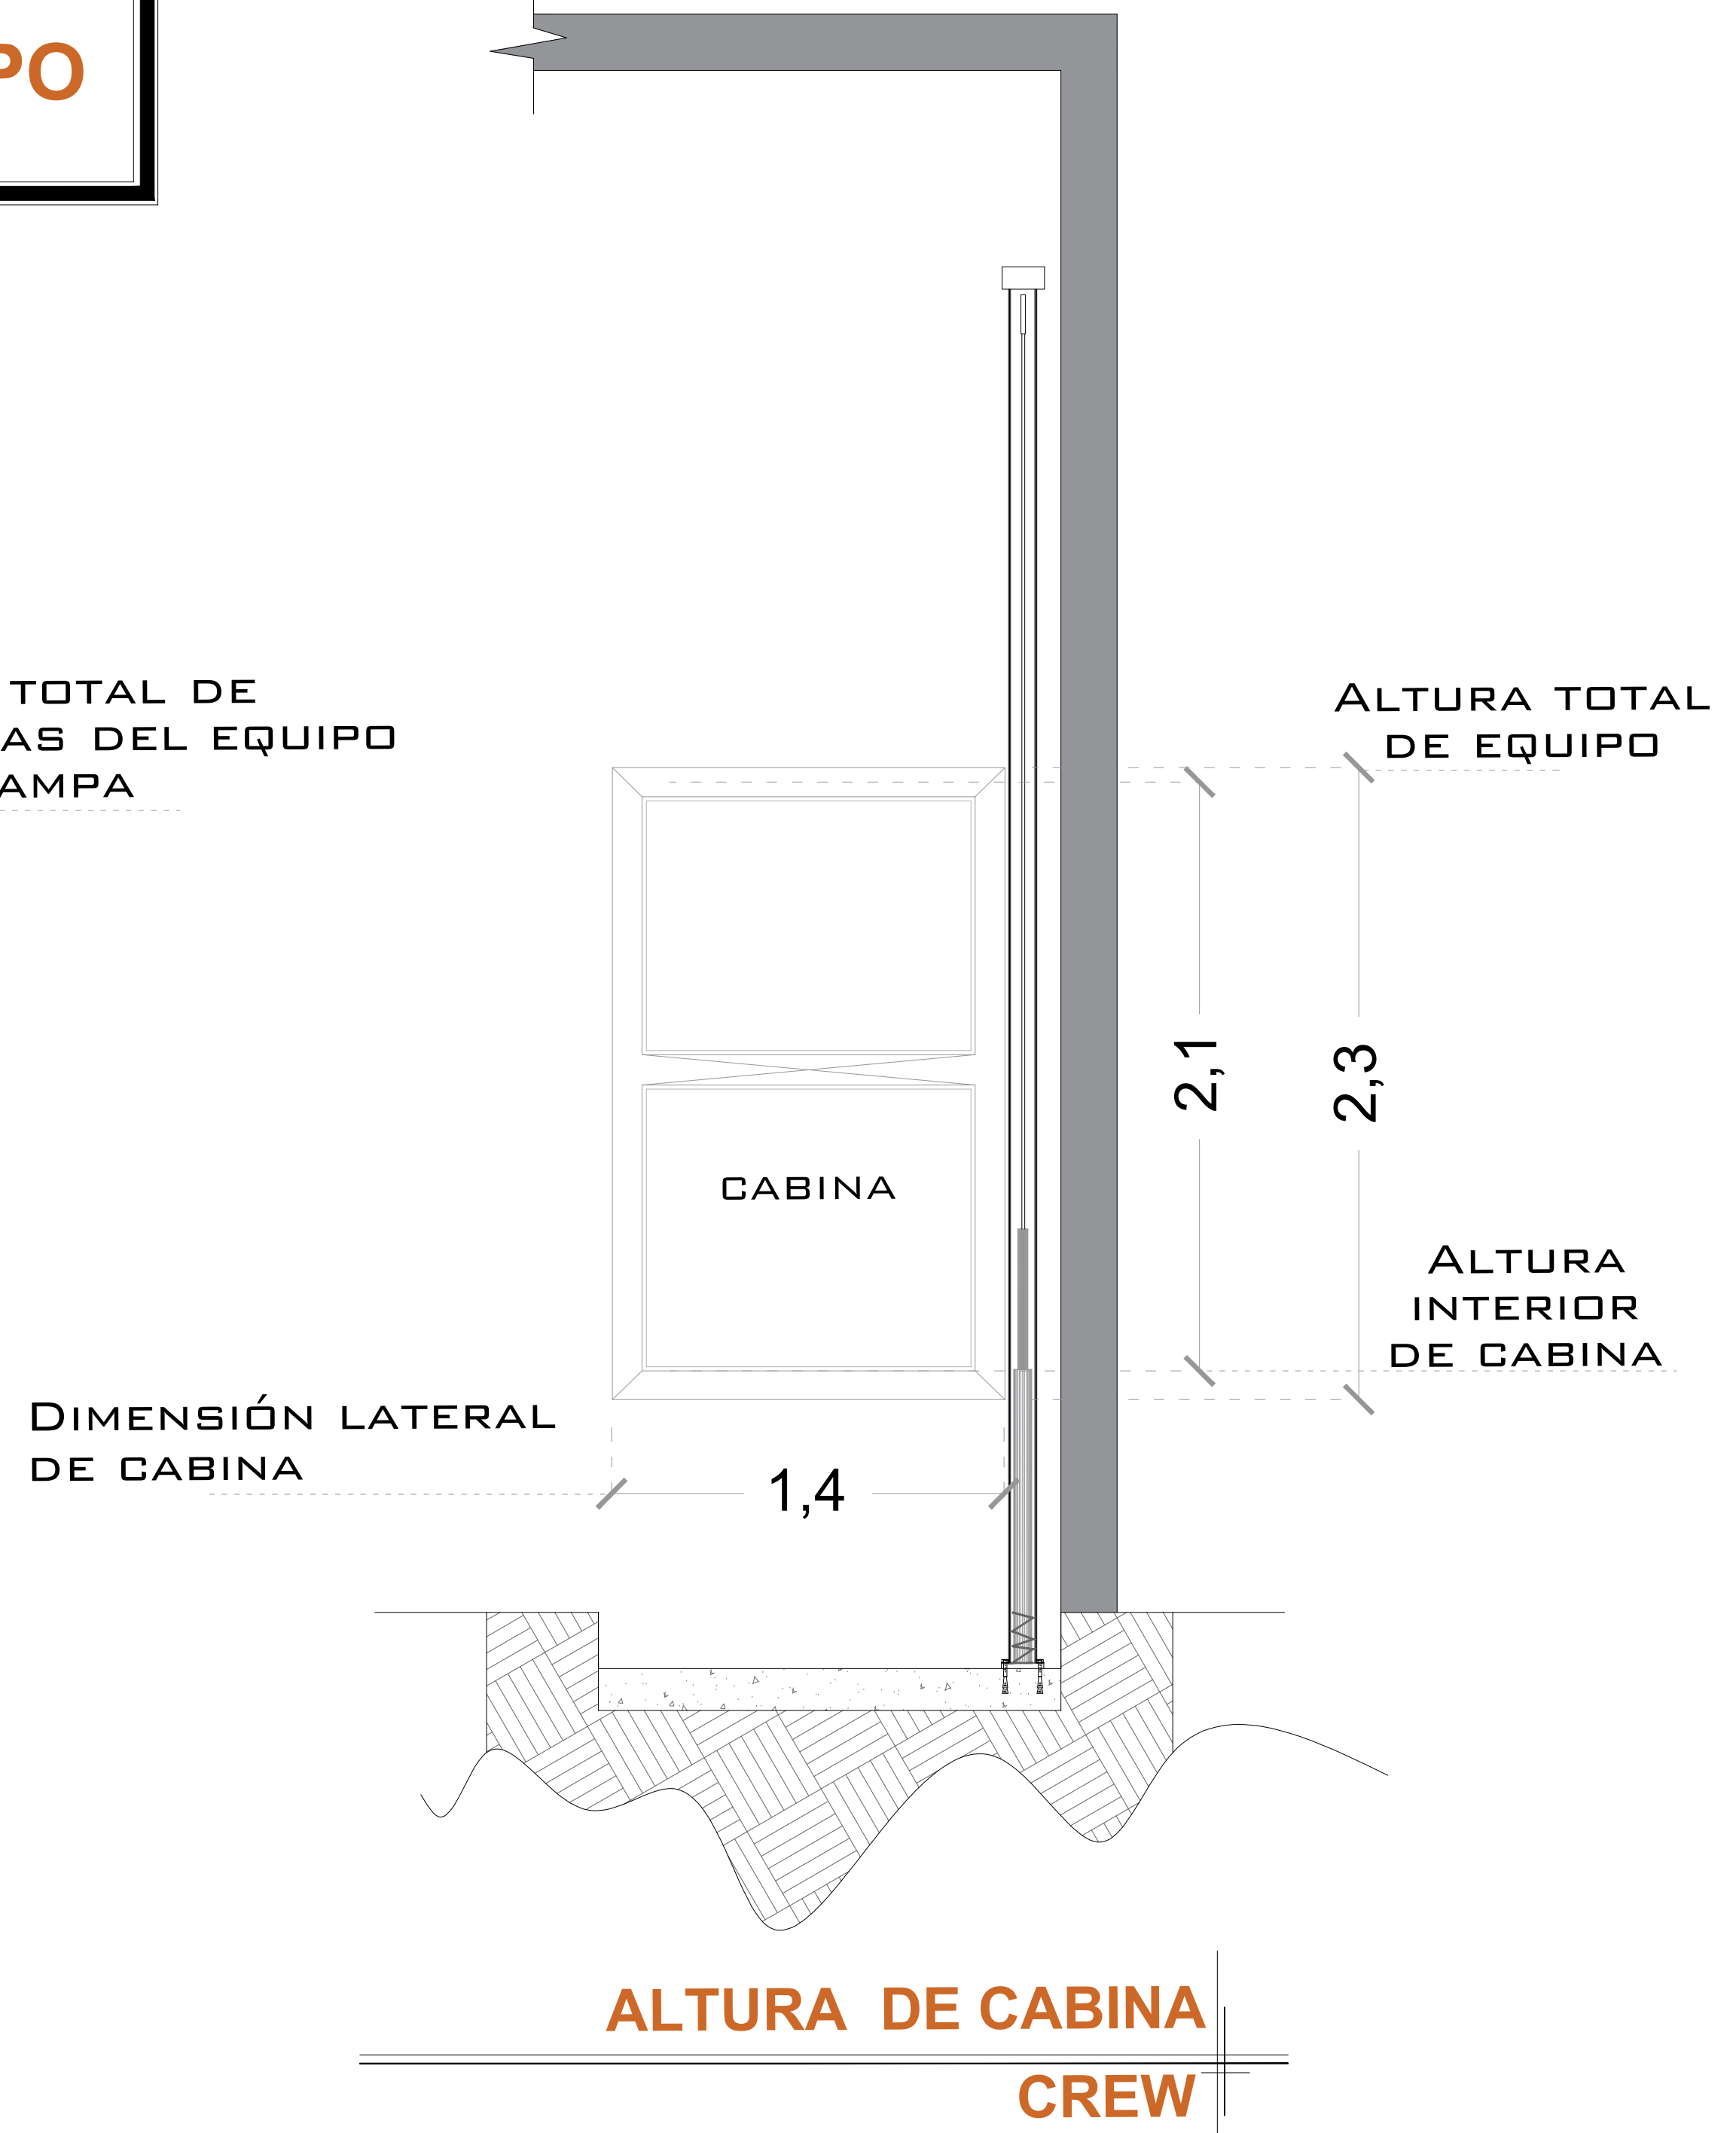 PO
TOTAL DE
AS DEL EQUIPO
AMPA
ALTURA TOTAL
DE EQUIPO
2,1
2,3
CABINA
ALTURA
INTERIOR
DE CABINA
DIMENSIÓN LATERAL
DE CABINA
1,4
ALTURA DE CABINA
CREW